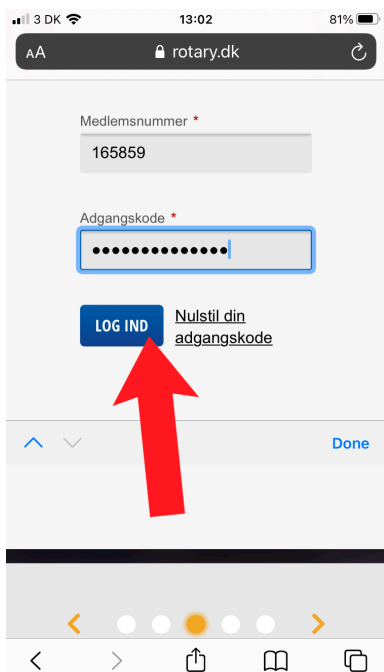 3 DK 13:02 81%
AA rotary.dk
Medlemsnummer *
165859
Adgangskode *
••••••••••••••
LOG IND
Nulstil din
adgangskode
Done